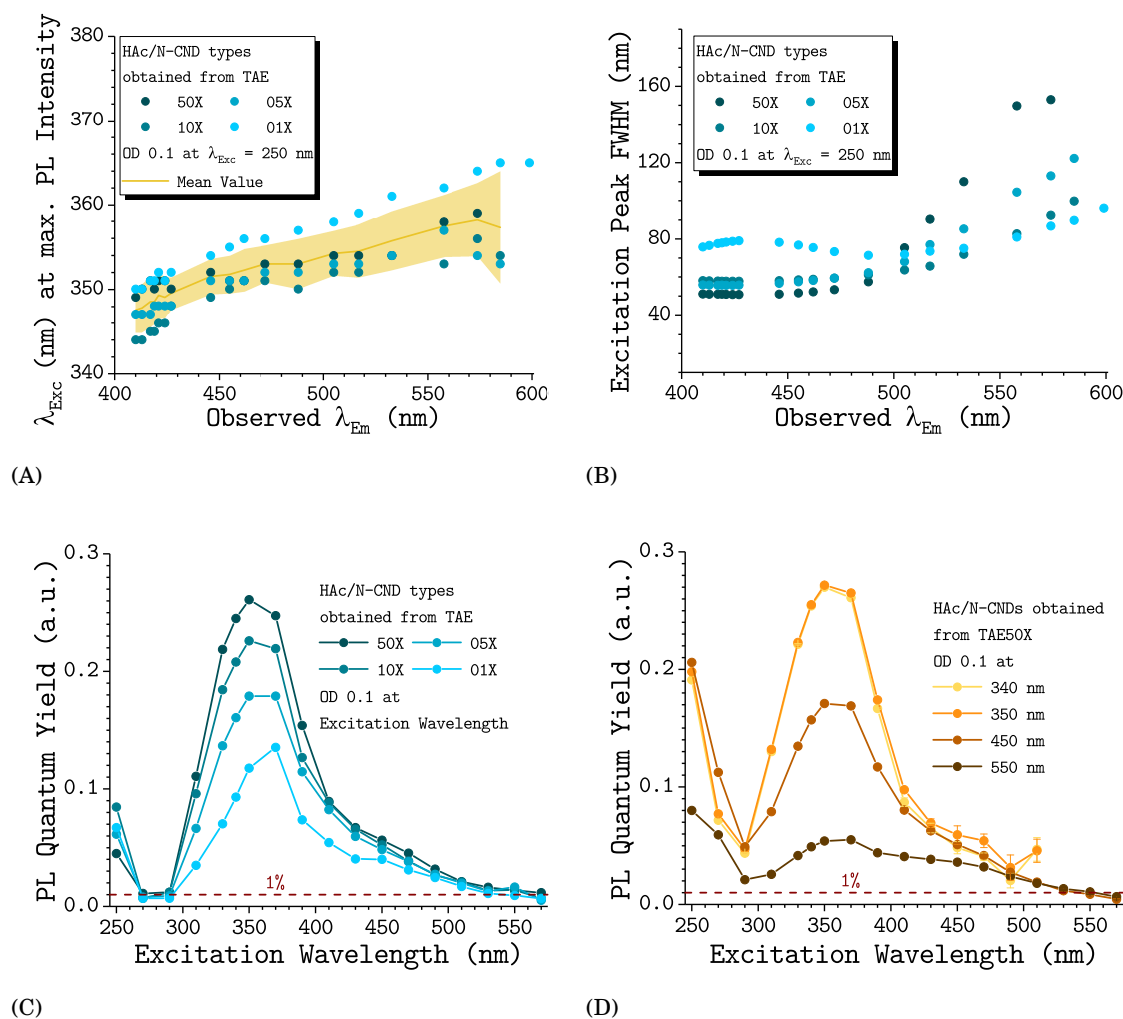 λExc (nm) at max. PL Intensity
380
370
360
350
340
HAc/N-CND types
obtained from TAE
50X 05X
10X 01X
OD 0.1 at λExc = 250 nm
Mean Value
400 450 500 550 600
Observed λEm (nm)
(A)
Excitation Peak FWHM (nm)
160
120
80
40
HAc/N-CND types
obtained from TAE
50X 05X
10X 01X
OD 0.1 at λExc = 250 nm
400 450 500 550 600
Observed λEm (nm)
(B)
PL Quantum Yield (a.u.)
0.3
0.2
0.1
0.0
HAc/N-CND types
obtained from TAE
50X 05X
10X 01X
OD 0.1 at
Excitation Wavelength
1%
250 300 350 400 450 500 550
Excitation Wavelength (nm)
(C)
PL Quantum Yield (a.u.)
0.3
0.2
0.1
0.0
HAc/N-CNDs obtained
from TAE50X
OD 0.1 at
340 nm
350 nm
450 nm
550 nm
1%
250 300 350 400 450 500 550
Excitation Wavelength (nm)
(D)